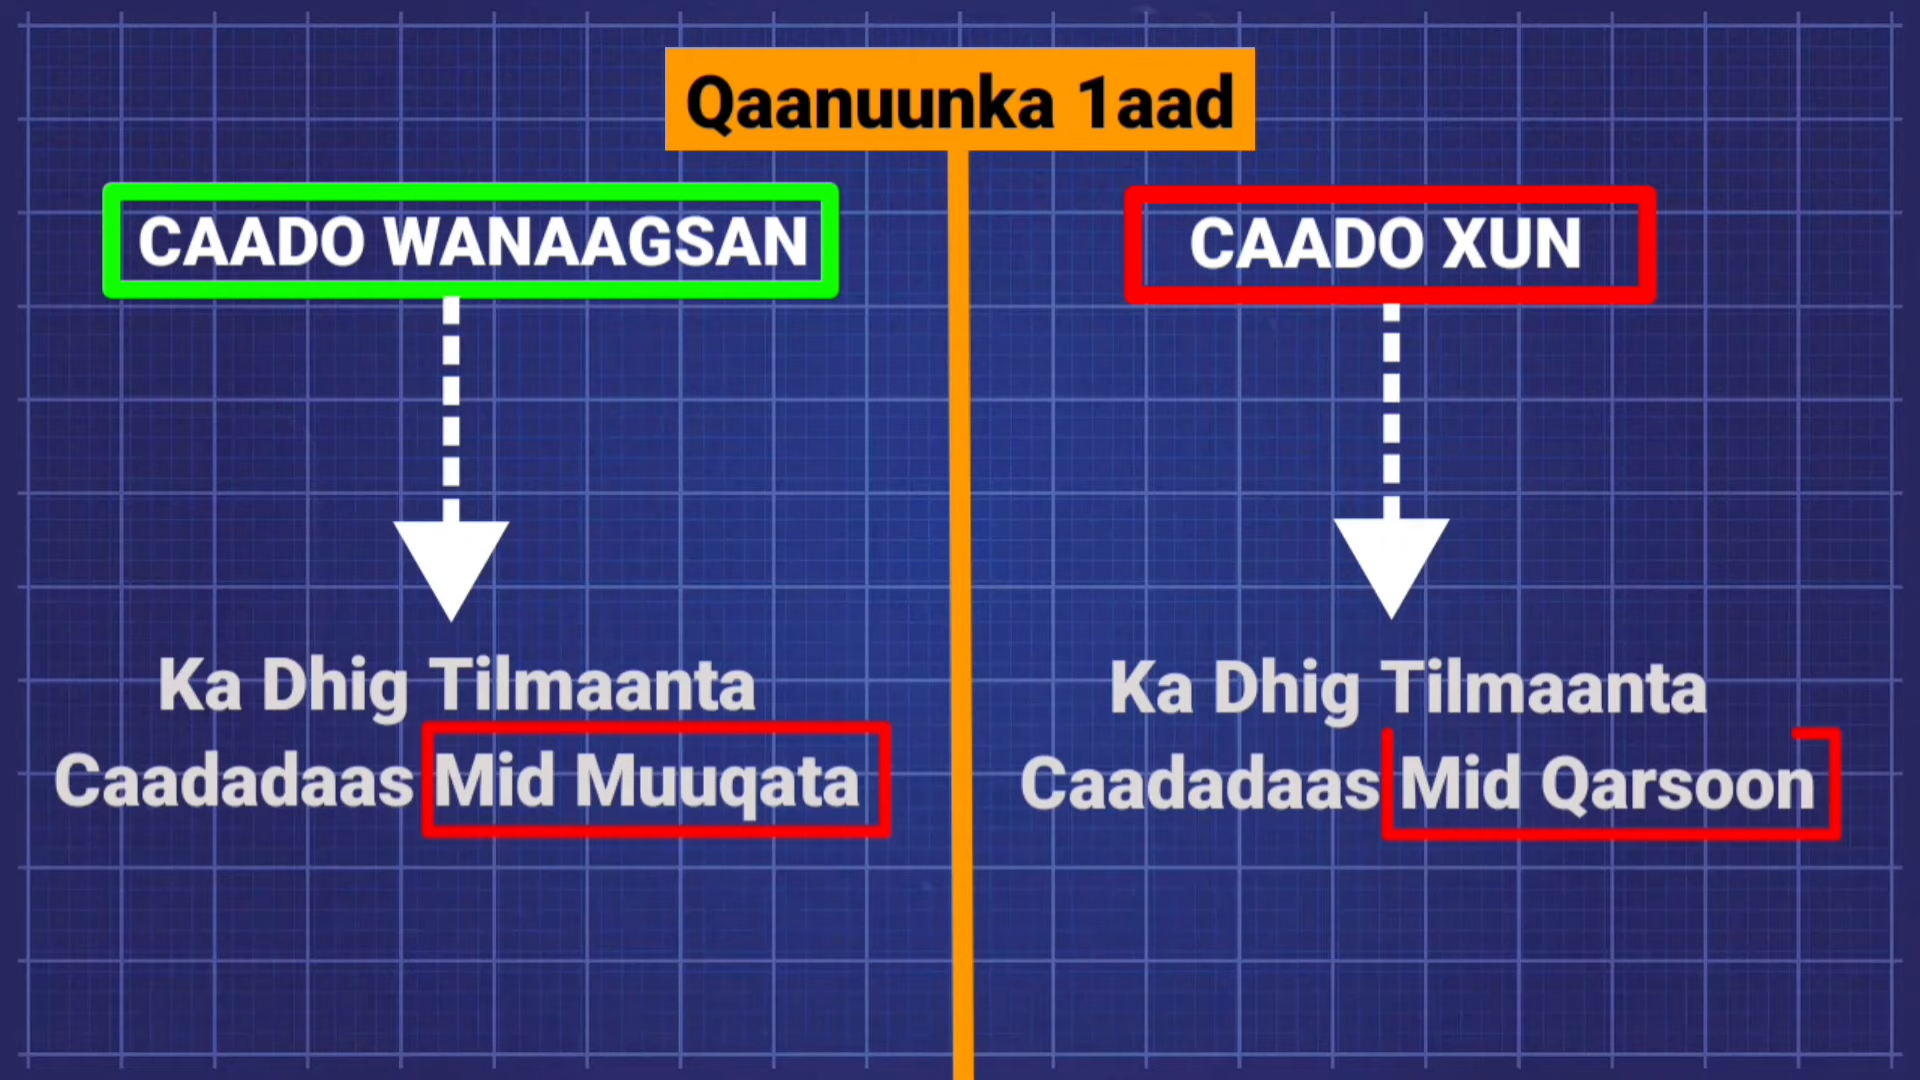 Qaanuunka 1aad
CAADO WANAAGSAN
Ka Dhig Tilmaanta
Caadadaas Mid Muuqata
CAADO XUN
Ka Dhig Tilmaanta
Caadadaas Mid Qarsoon